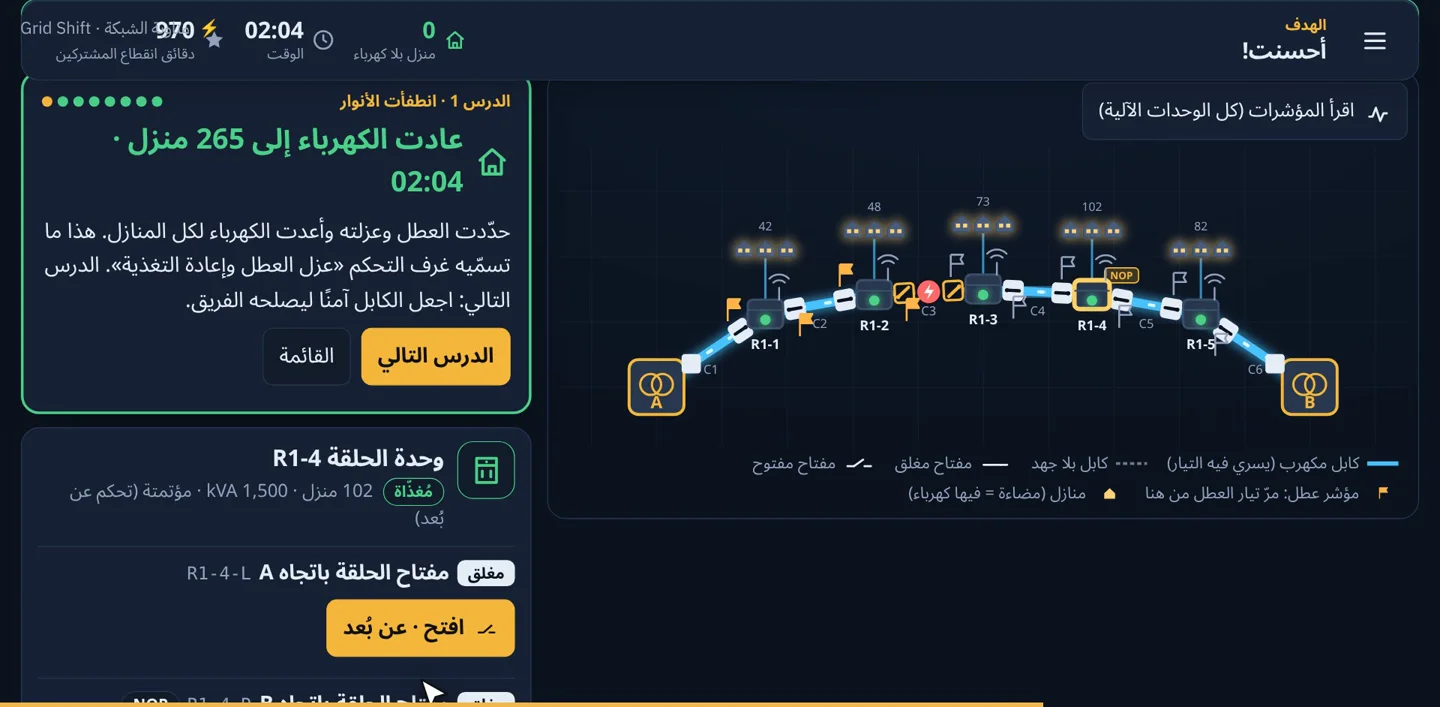 الهدف
أحسنت!
0
منزل بلا كهرباء
02:04
الوقت
970
دقائق انقطاع المشتركين
الشبكة · Grid Shift
اقرأ المؤشرات (كل الوحدات الآلية)
42
48
73
102
82
NOP
R1-1
R1-2
R1-3
R1-4
R1-5
C1
C2
C3
C4
C5
C6
A
B
كابل مكهرب (يسري فيه التيار)
كابل بلا جهد
مفتاح مغلق
مفتاح مفتوح
مؤشر عطل: مرّ تيار العطل من هنا
منازل (مضاءة = فيها كهرباء)
الدرس 1 · انطفأت الأنوار
عادت الكهرباء إلى 265 منزل ·
02:04
حدّدت العطل وعزلته وأعدت الكهرباء لكل المنازل. هذا ما
تسمّيه غرف التحكم «عزل العطل وإعادة التغذية». الدرس
التالي: اجعل الكابل آمنًا ليصلحه الفريق.
الدرس التالي
القائمة
وحدة الحلقة R1-4
مُغذّاة
102 منزل · 1,500 kVA · مؤتمتة (تحكم عن
بُعد)
مغلق
مفتاح الحلقة باتجاه A R1-4-L
افتح · عن بُعد
مفتاح الحلقة باتجاه B R1-4-R NOP